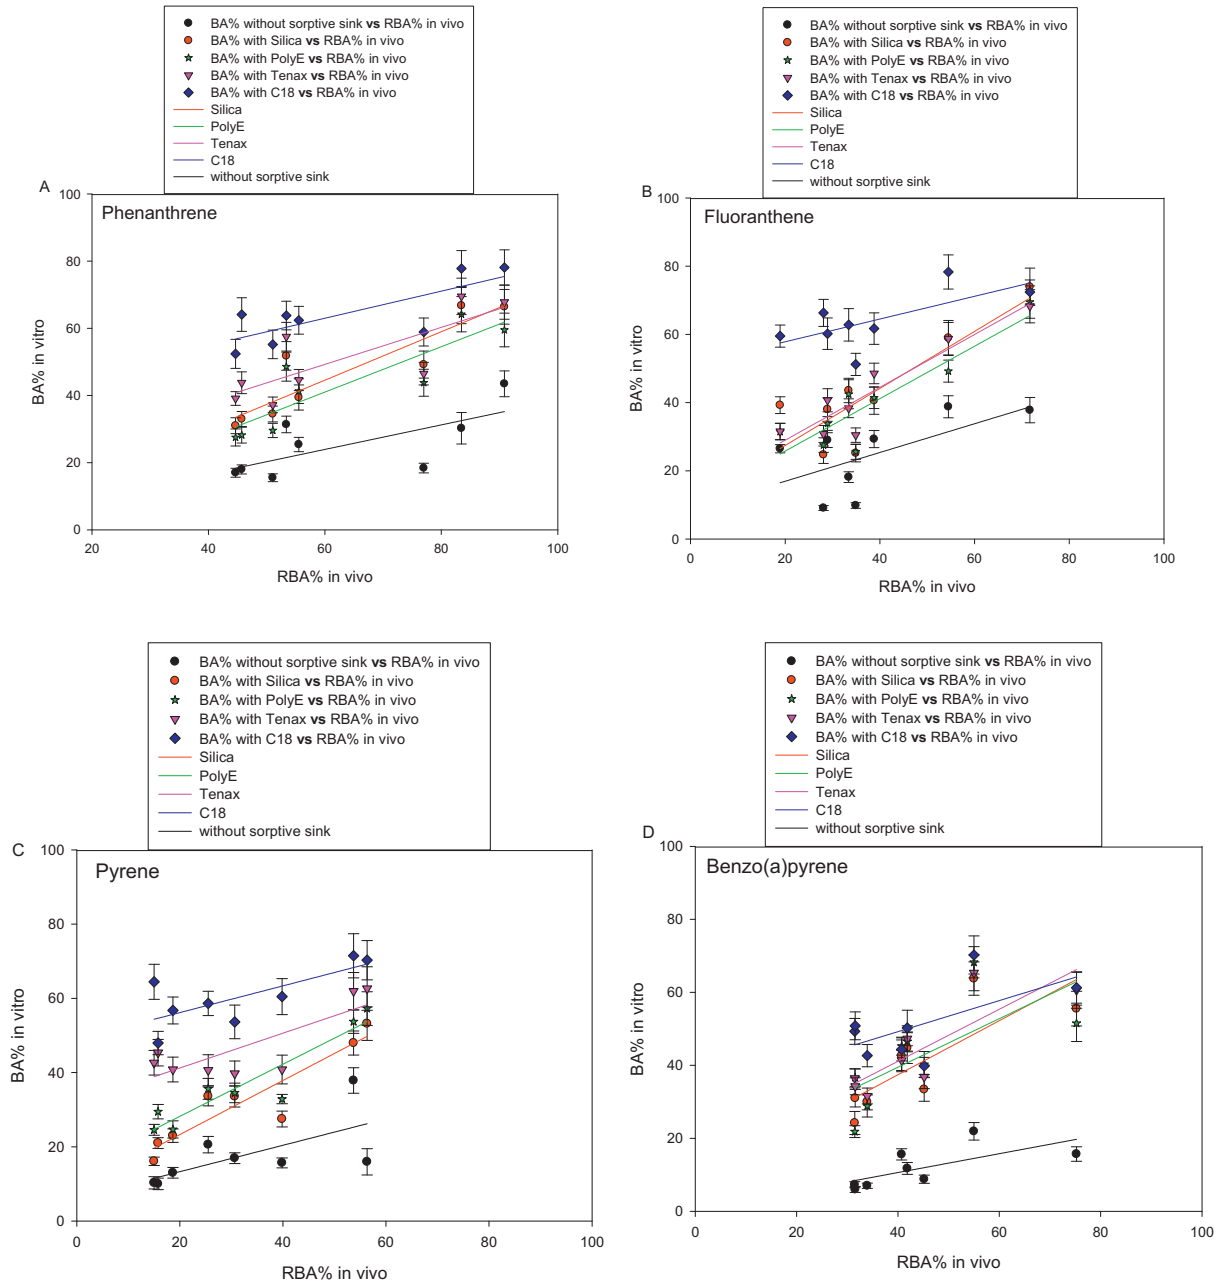 BA% without sorptive sink vs RBA% in vivo
BA% with Silica vs RBA% in vivo
BA% with PolyE vs RBA% in vivo
BA% with Tenax vs RBA% in vivo
BA% with C18 vs RBA% in vivo
Silica
PolyE
Tenax
C18
without sorptive sink
A
Phenanthrene
100
80
60
40
20
0
BA% in vitro
20 40 60 80 100
RBA% in vivo
BA% without sorptive sink vs RBA% in vivo
BA% with Silica vs RBA% in vivo
BA% with PolyE vs RBA% in vivo
BA% with Tenax vs RBA% in vivo
BA% with C18 vs RBA% in vivo
Silica
PolyE
Tenax
C18
without sorptive sink
B
Fluoranthene
100
80
60
40
20
0
BA% in vitro
0 20 40 60 80 100
RBA% in vivo
BA% without sorptive sink vs RBA% in vivo
BA% with Silica vs RBA% in vivo
BA% with PolyE vs RBA% in vivo
BA% with Tenax vs RBA% in vivo
BA% with C18 vs RBA% in vivo
Silica
PolyE
Tenax
C18
without sorptive sink
C
Pyrene
100
80
60
40
20
0
BA% in vitro
0 20 40 60 80 100
RBA% in vivo
BA% without sorptive sink vs RBA% in vivo
BA% with Silica vs RBA% in vivo
BA% with PolyE vs RBA% in vivo
BA% with Tenax vs RBA% in vivo
BA% with C18 vs RBA% in vivo
Silica
PolyE
Tenax
C18
without sorptive sink
D
Benzo(a)pyrene
100
80
60
40
20
0
BA% in vitro
0 20 40 60 80 100
RBA% in vivo